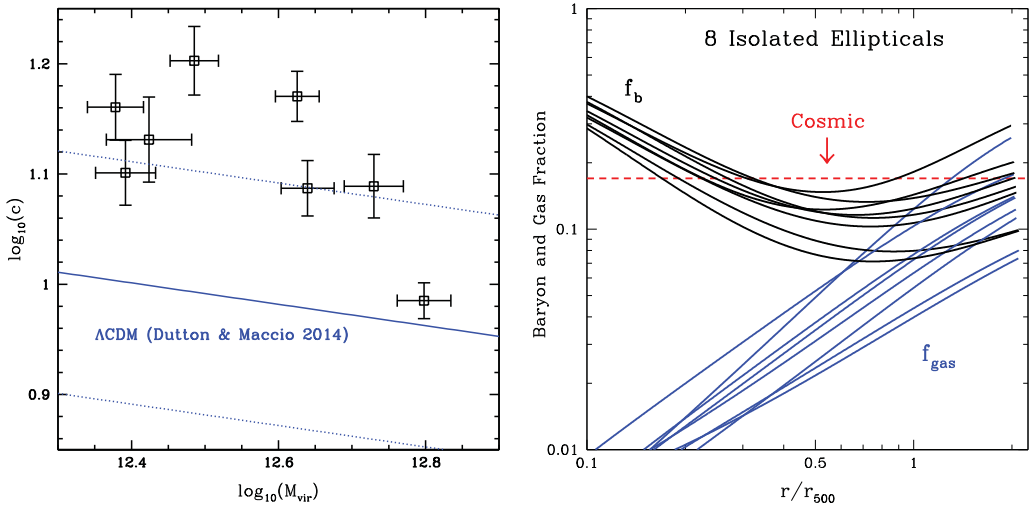 log₁₀(c)
1.2
1.1
1
0.9
12.4
12.6
12.8
log₁₀(Mvir)
ΛCDM (Dutton & Maccio 2014)
Baryon and Gas Fraction
1
0.1
0.01
0.1
0.5
1
r/r₅₀₀
8 Isolated Ellipticals
fb
Cosmic
fgas